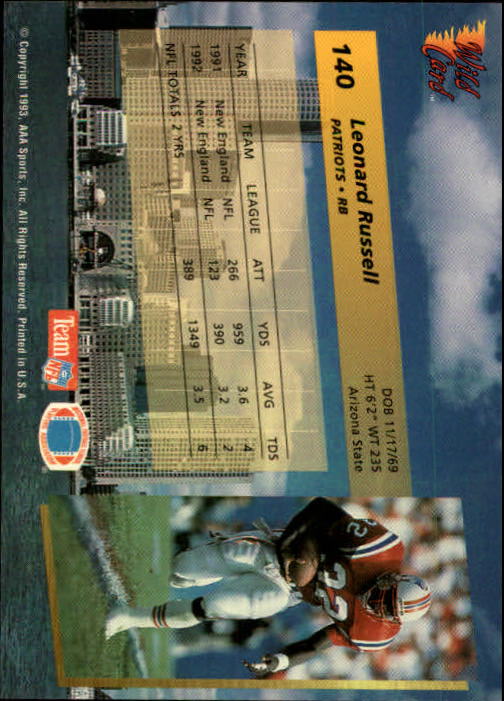 Wild
Card™
140 Leonard Russell
PATRIOTS • RB
DOB 11/17/69
HT 6'2" WT 235
Arizona State
YEAR TEAM LEAGUE ATT YDS AVG TDS
1991 New England NFL 266 959 3.6 4
1992 New England NFL 123 390 3.2 2
NFL TOTALS 2 YRS 389 1349 3.5 6
Team NFL
32
© Copyright 1993, AAA Sports, Inc. All Rights Reserved. Printed in U.S.A.